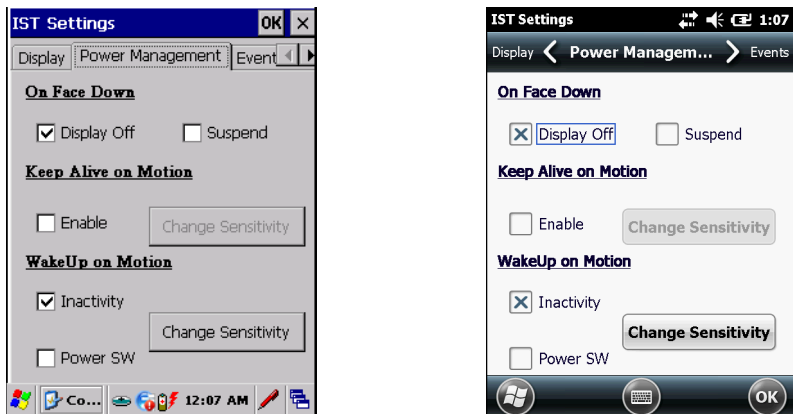 IST Settings OK ×
Display Power Management Event
On Face Down
Display Off Suspend
Keep Alive on Motion
Enable Change Sensitivity
WakeUp on Motion
Inactivity
Change Sensitivity
Power SW
Co... 12:07 AM
IST Settings 1:07
Display Power Managem... Events
On Face Down
Display Off Suspend
Keep Alive on Motion
Enable Change Sensitivity
WakeUp on Motion
Inactivity
Change Sensitivity
Power SW
OK